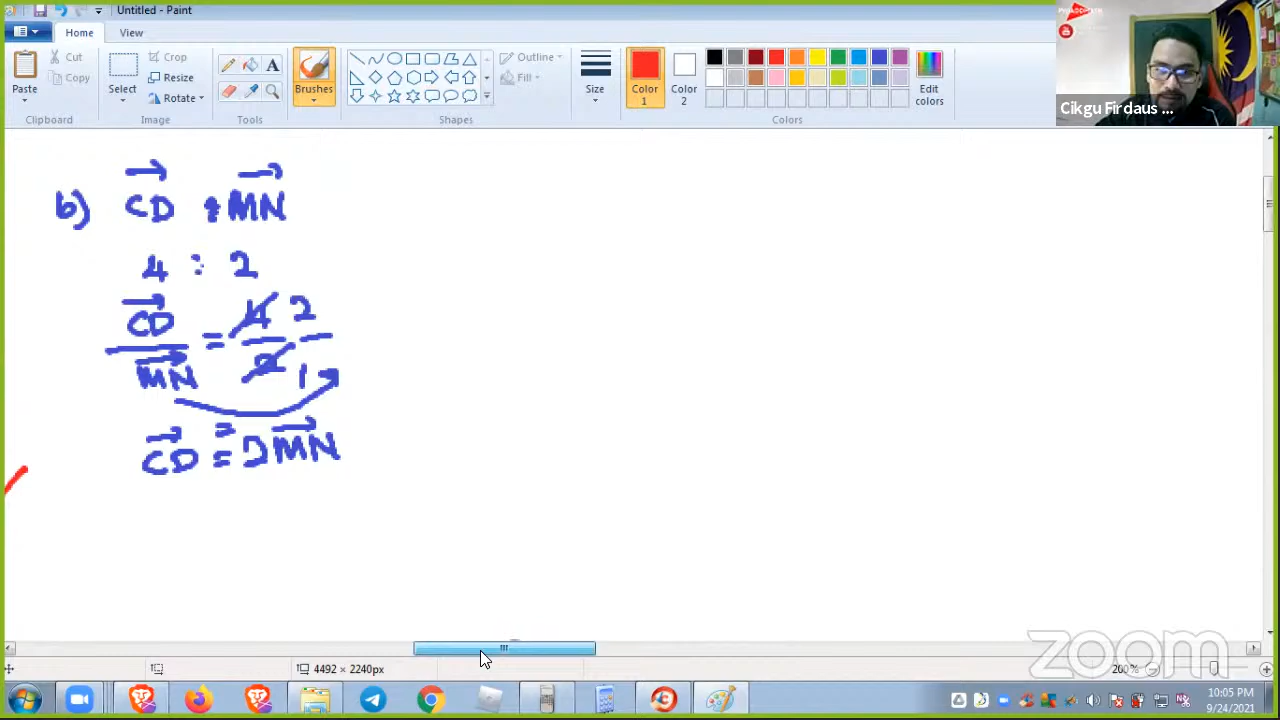 Untitled - Paint
Home View
Paste
Cut
Copy
Clipboard
Select
Crop
Resize
Rotate
Image
Tools
Brushes
Shapes
Outline
Fill
Size
Color 1
Color 2
Edit colors
Colors
Cikgu Firdaus ...
b) CD : MN
4 : 2
CD/MN = 4/2 2/1
CD = 2MN
zoom
4492 × 2240px
200%
10:05 PM
9/24/2021